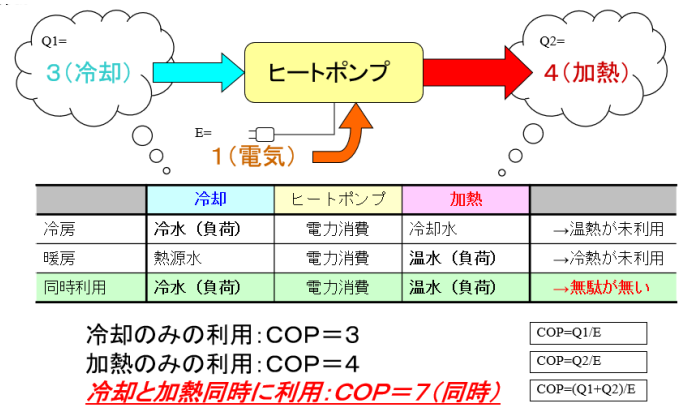 Q1=
3（冷却）
ヒートポンプ
Q2=
4（加熱）
E=
1（電気）
冷却 ヒートポンプ 加熱
冷房 冷水（負荷） 電力消費 冷却水 →温熱が未利用
暖房 熱源水 電力消費 温水（負荷） →冷熱が未利用
同時利用 冷水（負荷） 電力消費 温水（負荷） →無駄が無い
冷却のみの利用：COP＝3 COP=Q1/E
加熱のみの利用：COP＝4 COP=Q2/E
冷却と加熱同時に利用：COP＝7（同時） COP=(Q1+Q2)/E